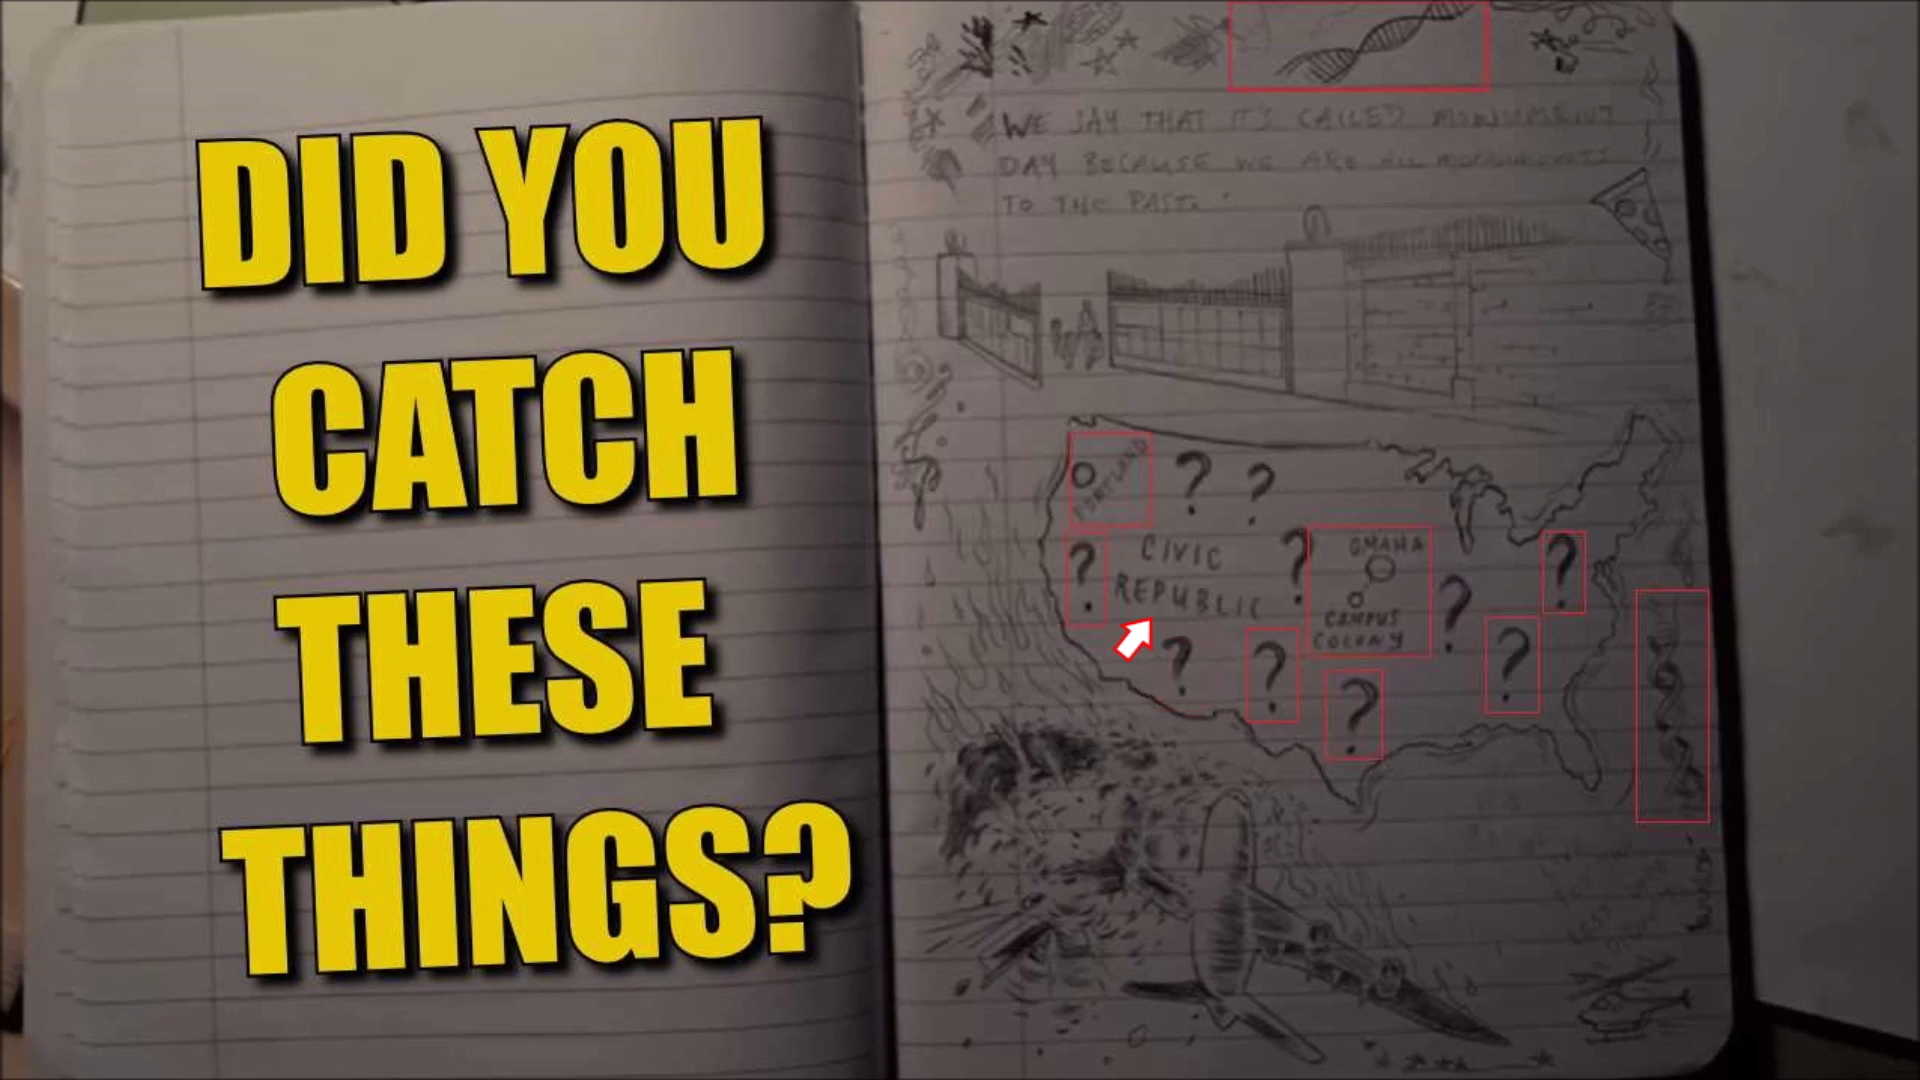 DID YOU
CATCH
THESE
THINGS?
WE SAY THAT IT'S CALLED MONUMENT
DAY BECAUSE WE ARE ALL MONUMENTS
TO THE PAST.
PORTLAND
? ?
? CIVIC
REPUBLIC
?
OMAHA
CAMPUS
COLONY
? ?
? ? ? ?